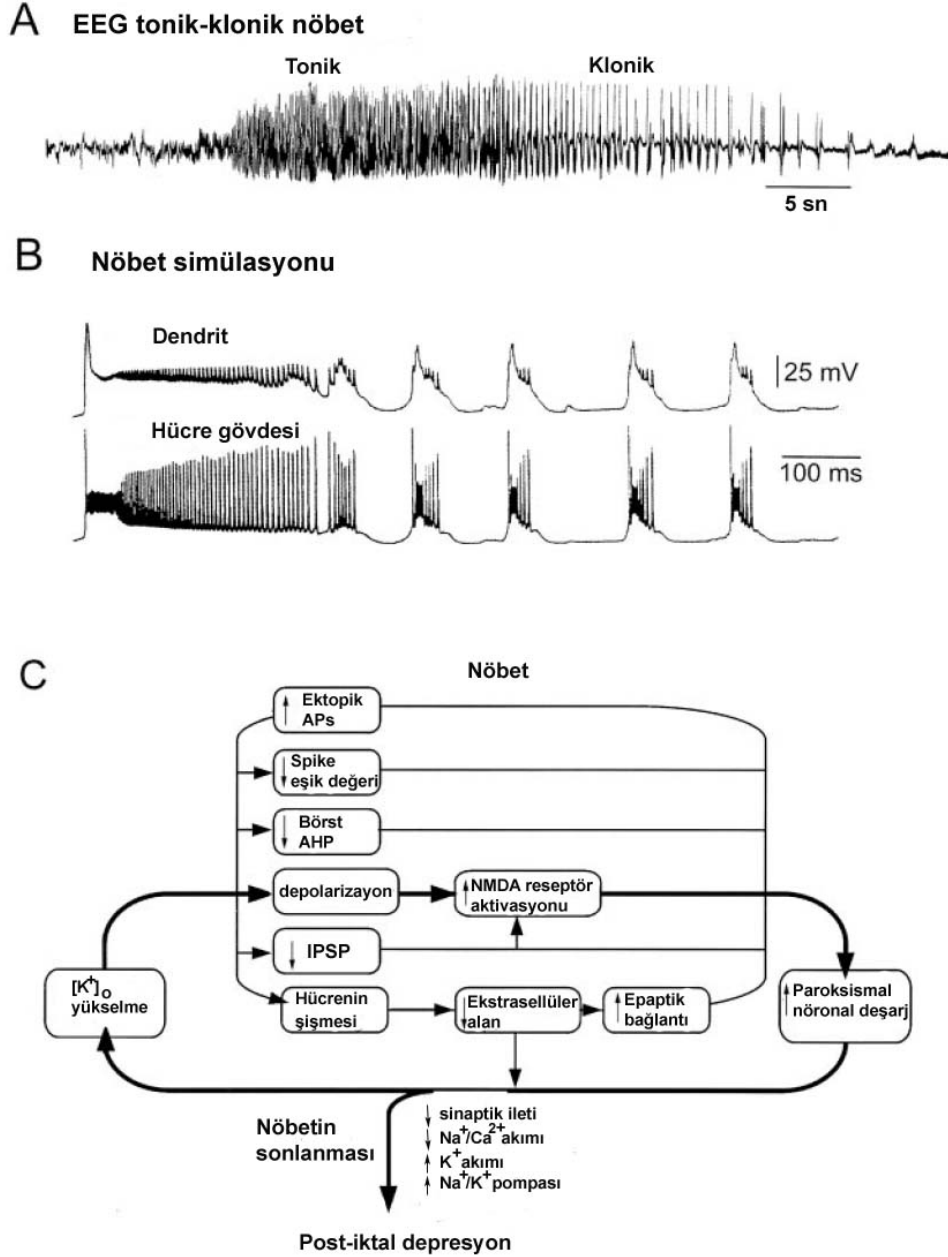 A EEG tonik-klonik nöbet
Tonik Klonik
5 sn
B Nöbet simülasyonu
Dendrit
25 mV
Hücre gövdesi
100 ms
C Nöbet
↑ Ektopik
APs
↓ Spike
eşik değeri
↓ Börst
AHP
depolarizayon
↑ NMDA reseptör
aktivasyonu
↓ IPSP
[K+]o
yükselme
Hücrenin
şişmesi
↓ Ekstrasellüler
alan
↑ Epaptik
bağlantı
↑ Paroksismal
nöronal deşarj
Nöbetin
sonlanması
↓ sinaptik ileti
↓ Na+/Ca2+ akımı
↑ K+ akımı
↑ Na+/K+ pompası
Post-iktal depresyon